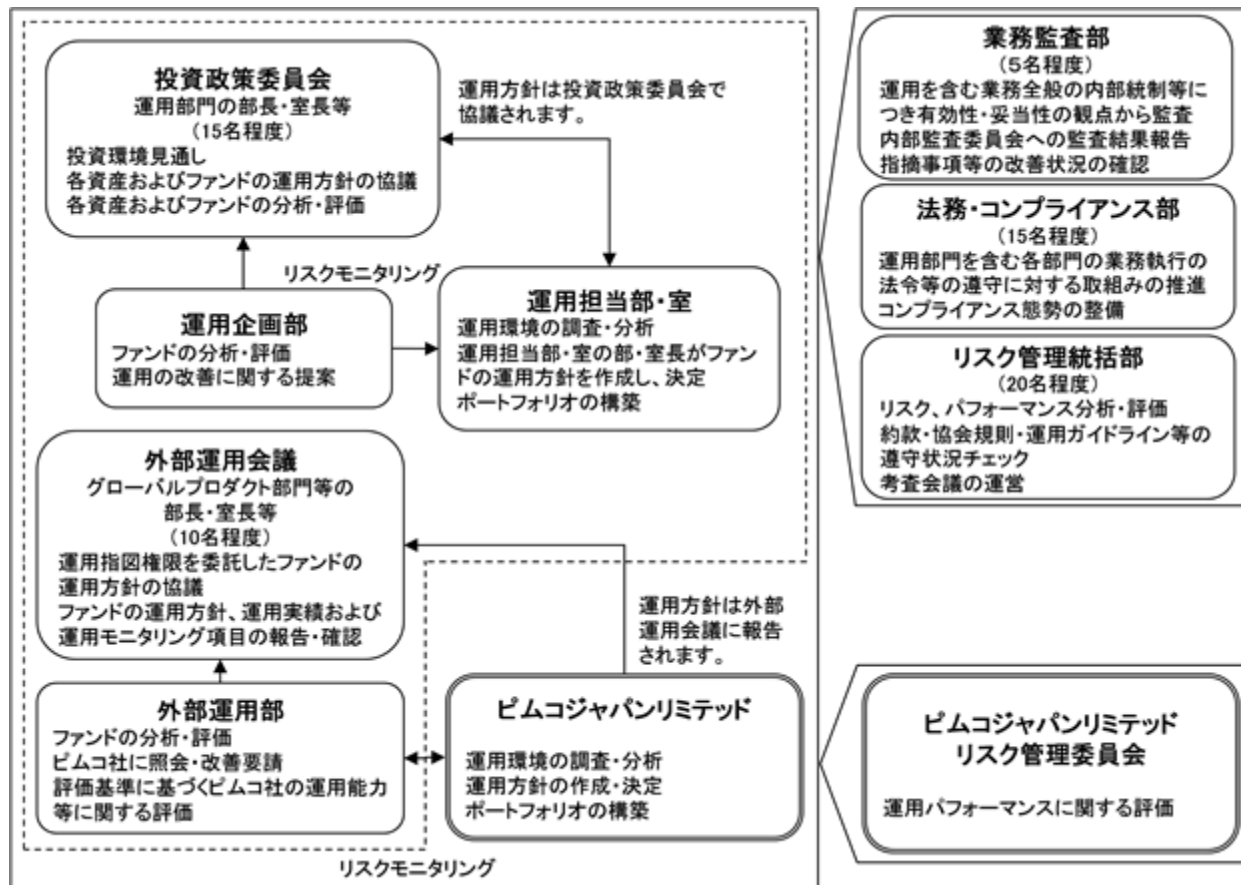 投資政策委員会
運用部門の部長・室長等
(15名程度)
投資環境見通し
各資産およびファンドの運用方針の協議
各資産およびファンドの分析・評価
運用方針は投資政策委員会で
協議されます。
リスクモニタリング
運用企画部
ファンドの分析・評価
運用の改善に関する提案
運用担当部・室
運用環境の調査・分析
運用担当部・室の部・室長がファン
ドの運用方針を作成し、決定
ポートフォリオの構築
外部運用会議
グローバルプロダクト部門等の
部長・室長等
(10名程度)
運用指図権限を委託したファンドの
運用方針の協議
ファンドの運用方針、運用実績および
運用モニタリング項目の報告・確認
運用方針は外部
運用会議に報告
されます。
外部運用部
ファンドの分析・評価
ピムコ社に照会・改善要請
評価基準に基づくピムコ社の運用能力
等に関する評価
ピムコジャパンリミテッド
運用環境の調査・分析
運用方針の作成・決定
ポートフォリオの構築
リスクモニタリング
業務監査部
(5名程度)
運用を含む業務全般の内部統制等に
つき有効性・妥当性の観点から監査
内部監査委員会への監査結果報告
指摘事項等の改善状況の確認
法務・コンプライアンス部
(15名程度)
運用部門を含む各部門の業務執行の
法令等の遵守に対する取組みの推進
コンプライアンス態勢の整備
リスク管理統括部
(20名程度)
リスク、パフォーマンス分析・評価
約款・協会規則・運用ガイドライン等の
遵守状況チェック
考査会議の運営
ピムコジャパンリミテッド
リスク管理委員会
運用パフォーマンスに関する評価